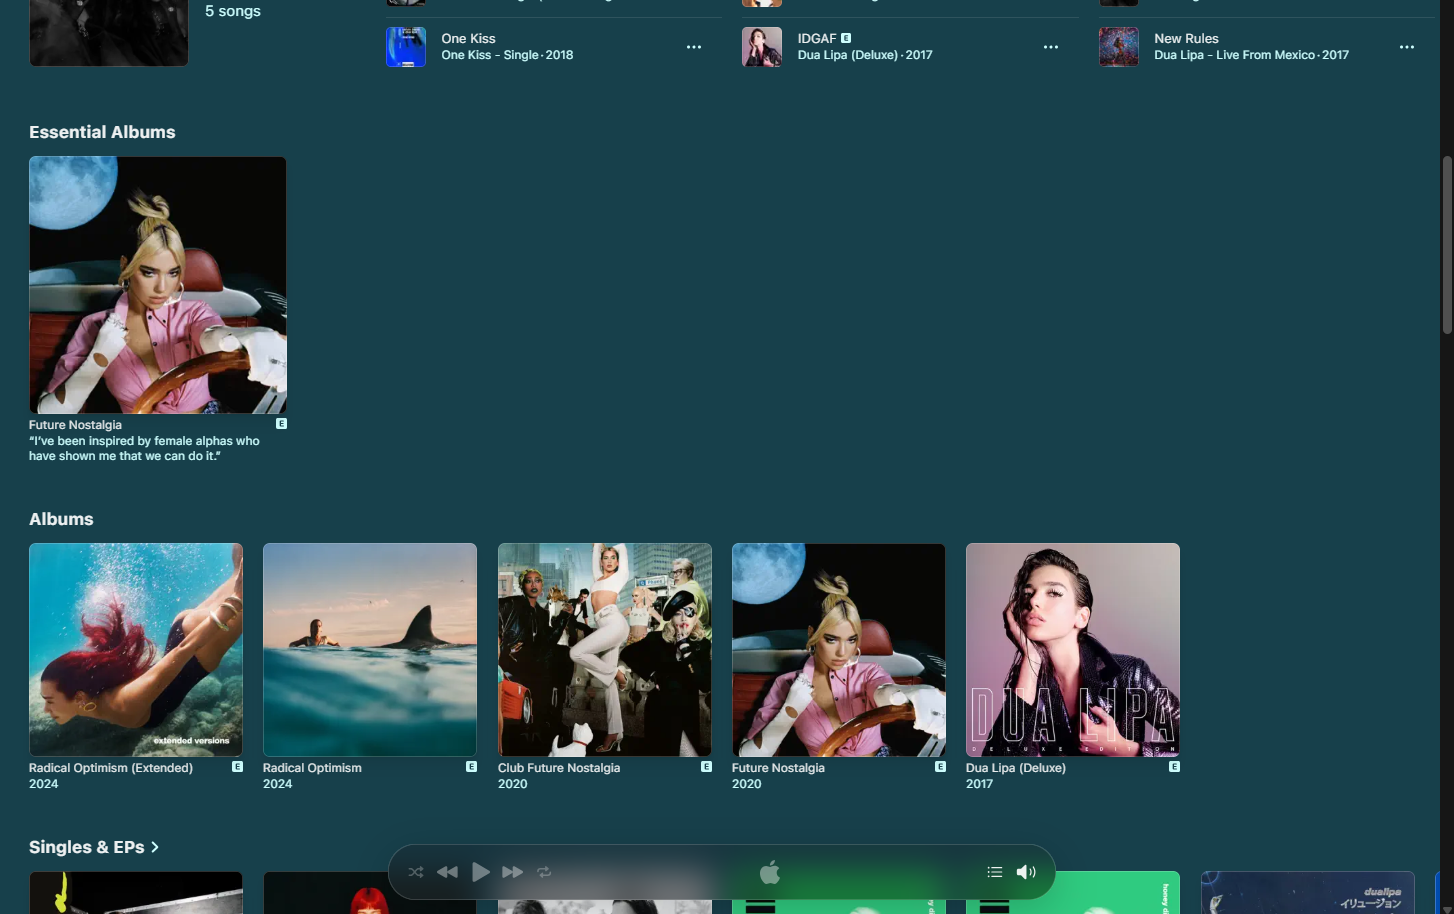 5 songs
One Kiss
One Kiss - Single · 2018
IDGAF E
Dua Lipa (Deluxe) · 2017
New Rules
Dua Lipa - Live From Mexico · 2017
Essential Albums
Future Nostalgia E
“I’ve been inspired by female alphas who
have shown me that we can do it.”
Albums
extended versions
DUA LIPA
DELUXE EDITION
Radical Optimism (Extended) E
2024
Radical Optimism E
2024
Club Future Nostalgia E
2020
Future Nostalgia E
2020
Dua Lipa (Deluxe) E
2017
Singles & EPs
dualipa
イリュージョン